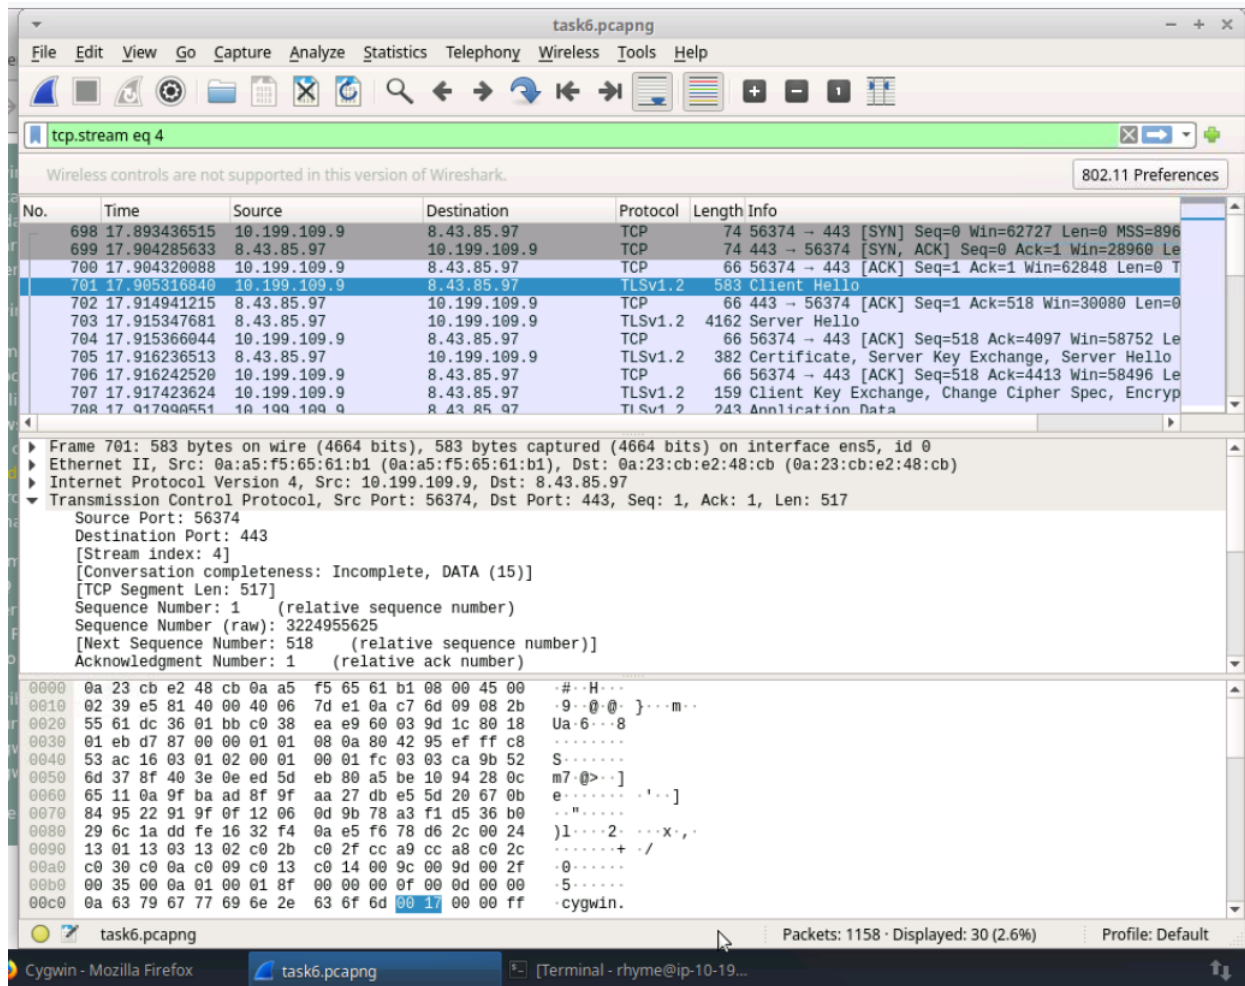 task6.pcapng
File Edit View Go Capture Analyze Statistics Telephony Wireless Tools Help
tcp.stream eq 4
Wireless controls are not supported in this version of Wireshark.
802.11 Preferences
No. Time Source Destination Protocol Length Info
698 17.893436515 10.199.109.9 8.43.85.97 TCP 74 56374 → 443 [SYN] Seq=0 Win=62727 Len=0 MSS=896
699 17.904285633 8.43.85.97 10.199.109.9 TCP 74 443 → 56374 [SYN, ACK] Seq=0 Ack=1 Win=28960 Le
700 17.904320088 10.199.109.9 8.43.85.97 TCP 66 56374 → 443 [ACK] Seq=1 Ack=1 Win=62848 Len=0 T
701 17.905316840 10.199.109.9 8.43.85.97 TLSv1.2 583 Client Hello
702 17.914941215 8.43.85.97 10.199.109.9 TCP 66 443 → 56374 [ACK] Seq=1 Ack=518 Win=30080 Len=0
703 17.915347681 8.43.85.97 10.199.109.9 TLSv1.2 4162 Server Hello
704 17.915366044 10.199.109.9 8.43.85.97 TCP 66 56374 → 443 [ACK] Seq=518 Ack=4097 Win=58752 Le
705 17.916236513 8.43.85.97 10.199.109.9 TLSv1.2 382 Certificate, Server Key Exchange, Server Hello
706 17.916242520 10.199.109.9 8.43.85.97 TCP 66 56374 → 443 [ACK] Seq=518 Ack=4413 Win=58496 Le
707 17.917423624 10.199.109.9 8.43.85.97 TLSv1.2 159 Client Key Exchange, Change Cipher Spec, Encryp
708 17.917990551 10.199.109.9 8.43.85.97 TLSv1.2 243 Application Data
Frame 701: 583 bytes on wire (4664 bits), 583 bytes captured (4664 bits) on interface ens5, id 0
Ethernet II, Src: 0a:a5:f5:65:61:b1 (0a:a5:f5:65:61:b1), Dst: 0a:23:cb:e2:48:cb (0a:23:cb:e2:48:cb)
Internet Protocol Version 4, Src: 10.199.109.9, Dst: 8.43.85.97
Transmission Control Protocol, Src Port: 56374, Dst Port: 443, Seq: 1, Ack: 1, Len: 517
Source Port: 56374
Destination Port: 443
[Stream index: 4]
[Conversation completeness: Incomplete, DATA (15)]
[TCP Segment Len: 517]
Sequence Number: 1 (relative sequence number)
Sequence Number (raw): 3224955625
[Next Sequence Number: 518 (relative sequence number)]
Acknowledgment Number: 1 (relative ack number)
0000 0a 23 cb e2 48 cb 0a a5 f5 65 61 b1 08 00 45 00 ·#··H···
0010 02 39 e5 81 40 00 40 06 7d e1 0a c7 6d 09 08 2b ·9··@·@· }···m··
0020 55 61 dc 36 01 bb c0 38 ea e9 60 03 9d 1c 80 18 Ua·6···8
0030 01 eb d7 87 00 00 01 01 08 0a 80 42 95 ef ff c8 ········
0040 53 ac 16 03 01 02 00 01 00 01 fc 03 03 ca 9b 52 S·······
0050 6d 37 8f 40 3e 0e ed 5d eb 80 a5 be 10 94 28 0c m7·@>··]
0060 65 11 0a 9f ba ad 8f 9f aa 27 db e5 5d 20 67 0b e······· ·'··]
0070 84 95 22 91 9f 0f 12 06 0d 9b 78 a3 f1 d5 36 b0 ··"·····
0080 29 6c 1a dd fe 16 32 f4 0a e5 f6 78 d6 2c 00 24 )l····2· ···x·,·
0090 13 01 13 03 13 02 c0 2b c0 2f cc a9 cc a8 c0 2c ·······+ ·/
00a0 c0 30 c0 0a c0 09 c0 13 c0 14 00 9c 00 9d 00 2f ·0······
00b0 00 35 00 0a 01 00 01 8f 00 00 00 0f 00 0d 00 00 ·5······
00c0 0a 63 79 67 77 69 6e 2e 63 6f 6d 00 17 00 00 ff ·cygwin.
task6.pcapng Packets: 1158 · Displayed: 30 (2.6%) Profile: Default
Cygwin - Mozilla Firefox task6.pcapng [Terminal - rhyme@ip-10-19...